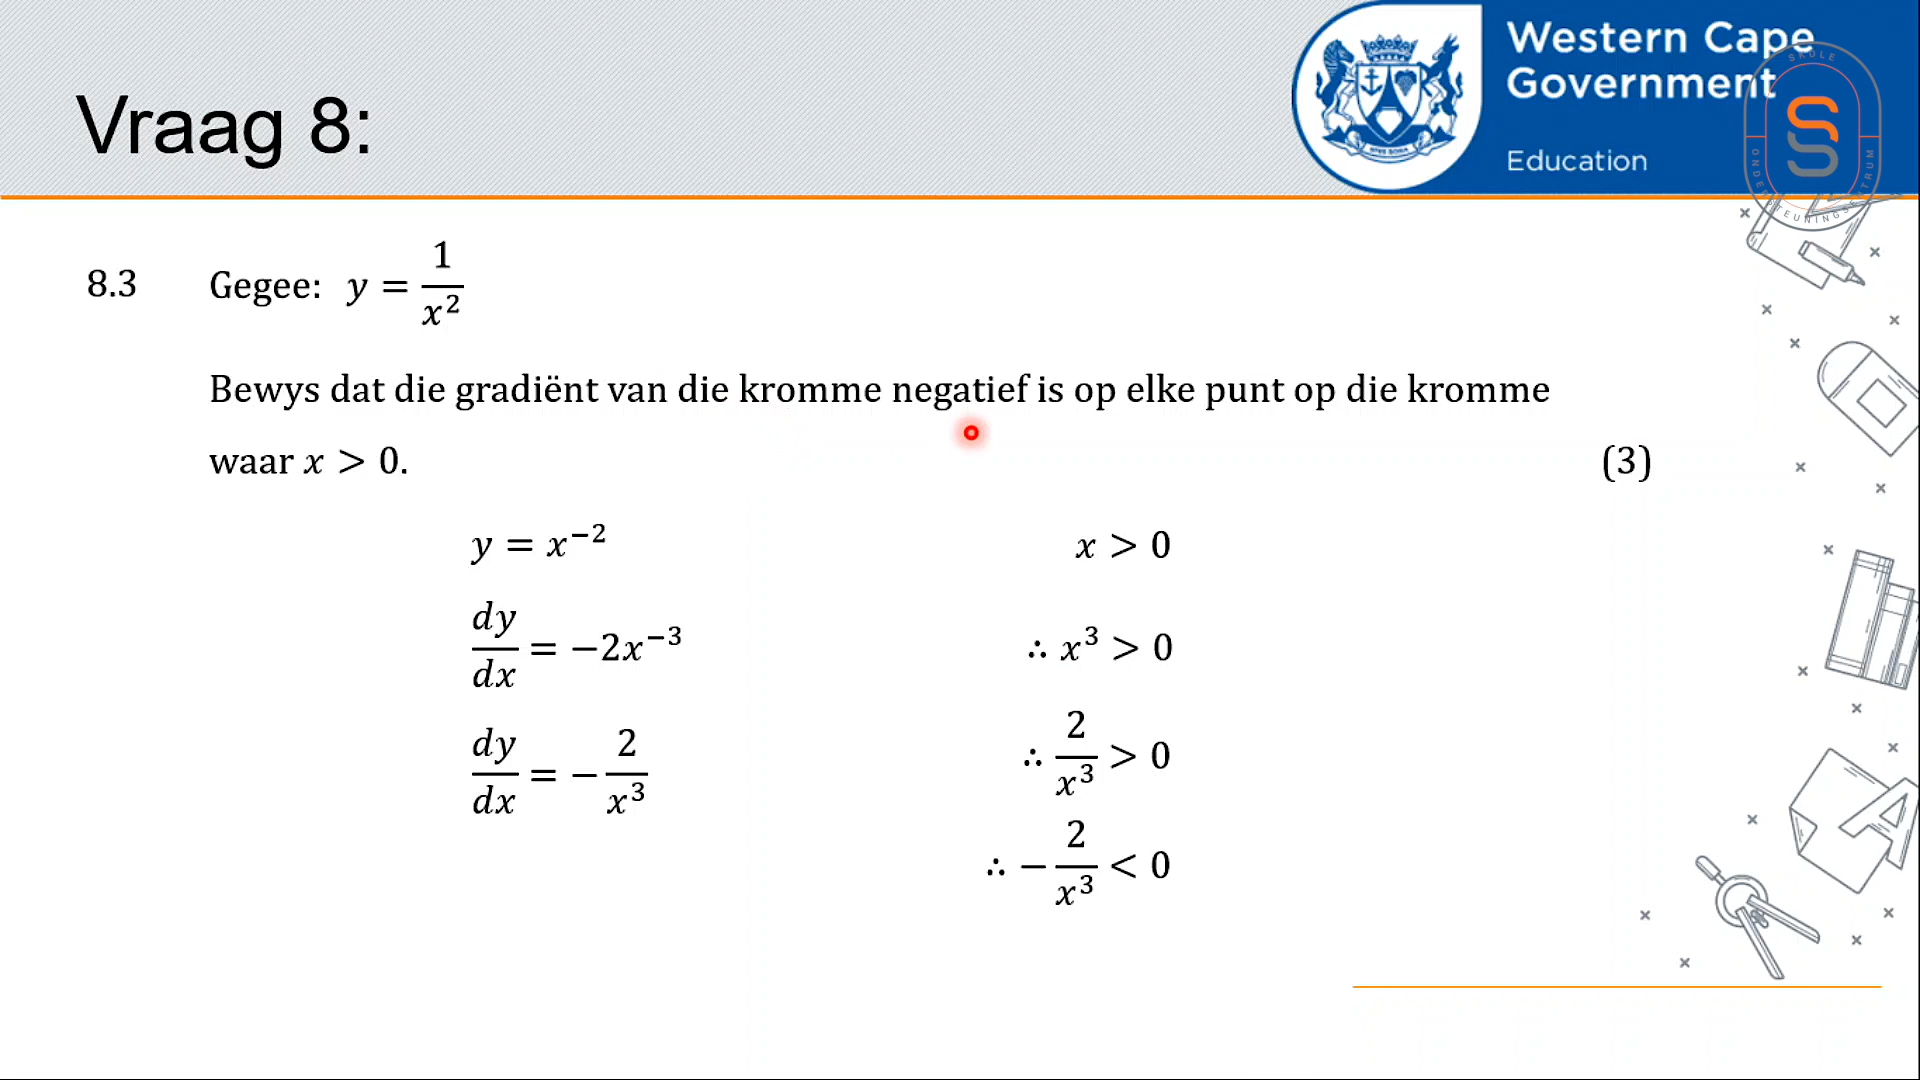 Western Cape
Government
Education
SKOLE
ONDERSTEUNINGSENTRUM
Vraag 8:
8.3 Gegee: y = 1/x²
Bewys dat die gradiënt van die kromme negatief is op elke punt op die kromme
waar x > 0. (3)
y = x⁻² x > 0
dy/dx = −2x⁻³ ∴ x³ > 0
dy/dx = −2/x³ ∴ 2/x³ > 0
∴ −2/x³ < 0